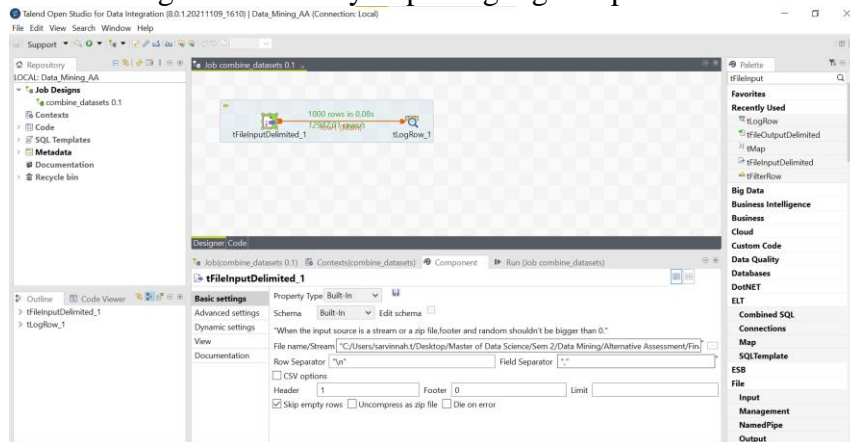 Talend Open Studio for Data Integration (8.0.1.20211109_1610) | Data_Mining_AA (Connection: Local)
File Edit View Search Window Help
Support
Repository
LOCAL: Data_Mining_AA
Job Designs
combine_datasets 0.1
Contexts
Code
SQL Templates
Metadata
Documentation
Recycle bin
Job combine_datasets 0.1
1000 rows in 0.08s
row1 (Main)
tFileInputDelimited_1
tLogRow_1
Designer Code
Job(combine_datasets 0.1) Contexts(combine_datasets) Component Run (Job combine_datasets)
tFileInputDelimited_1
Basic settings
Advanced settings
Dynamic settings
View
Documentation
Property Type Built-In
Schema Built-In Edit schema
"When the input source is a stream or a zip file,footer and random shouldn't be bigger than 0."
File name/Stream "C:/Users/sarvinnah.t/Desktop/Master of Data Science/Sem 2/Data Mining/Alternative Assessment/Fin
Row Separator "\n" Field Separator ","
CSV options
Header 1 Footer 0 Limit
Skip empty rows Uncompress as zip file Die on error
Outline Code Viewer
tFileInputDelimited_1
tLogRow_1
Palette
tFileInput
Favorites
Recently Used
tLogRow
tFileOutputDelimited
tMap
tFileInputDelimited
tFilterRow
Big Data
Business Intelligence
Business
Cloud
Custom Code
Data Quality
Databases
DotNET
ELT
Combined SQL
Connections
Map
SQLTemplate
ESB
File
Input
Management
NamedPipe
Output